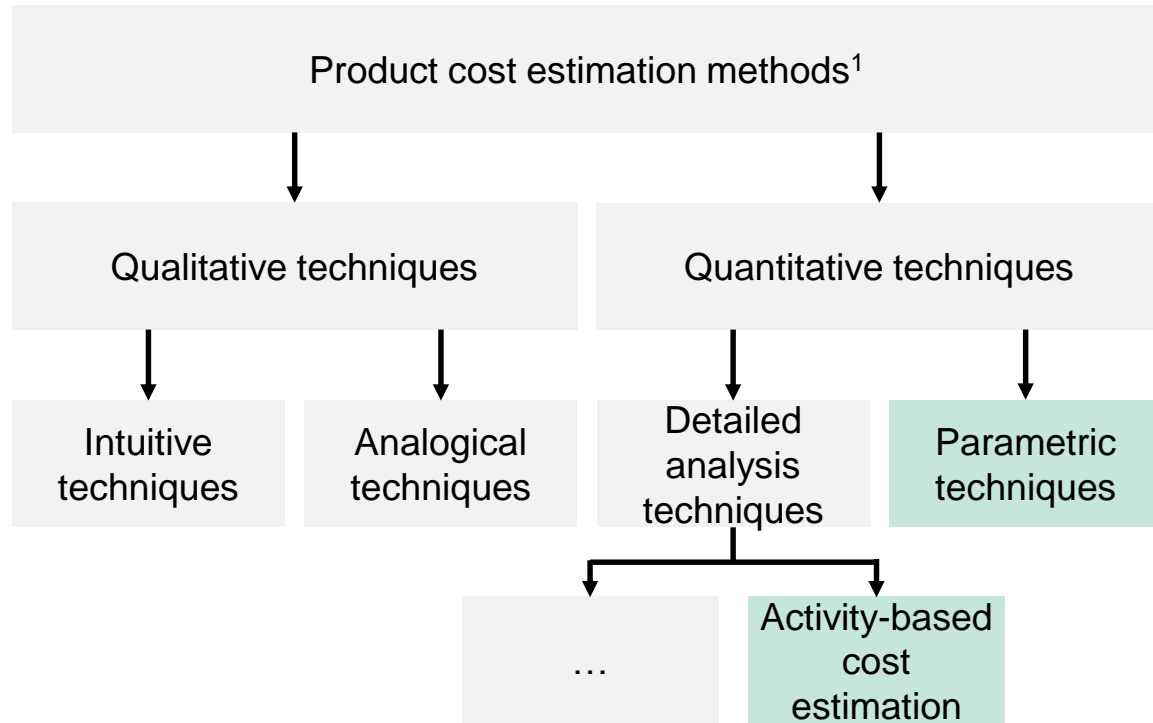 Product cost estimation methods¹
Qualitative techniques
Quantitative techniques
Intuitive
techniques
Analogical
techniques
Detailed
analysis
techniques
Parametric
techniques
…
Activity-based
cost
estimation